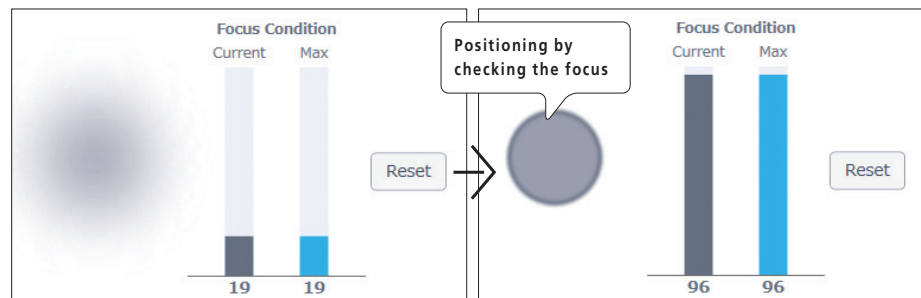 Focus Condition
Current Max
Reset
19 19
Positioning by
checking the focus
Focus Condition
Current Max
Reset
96 96